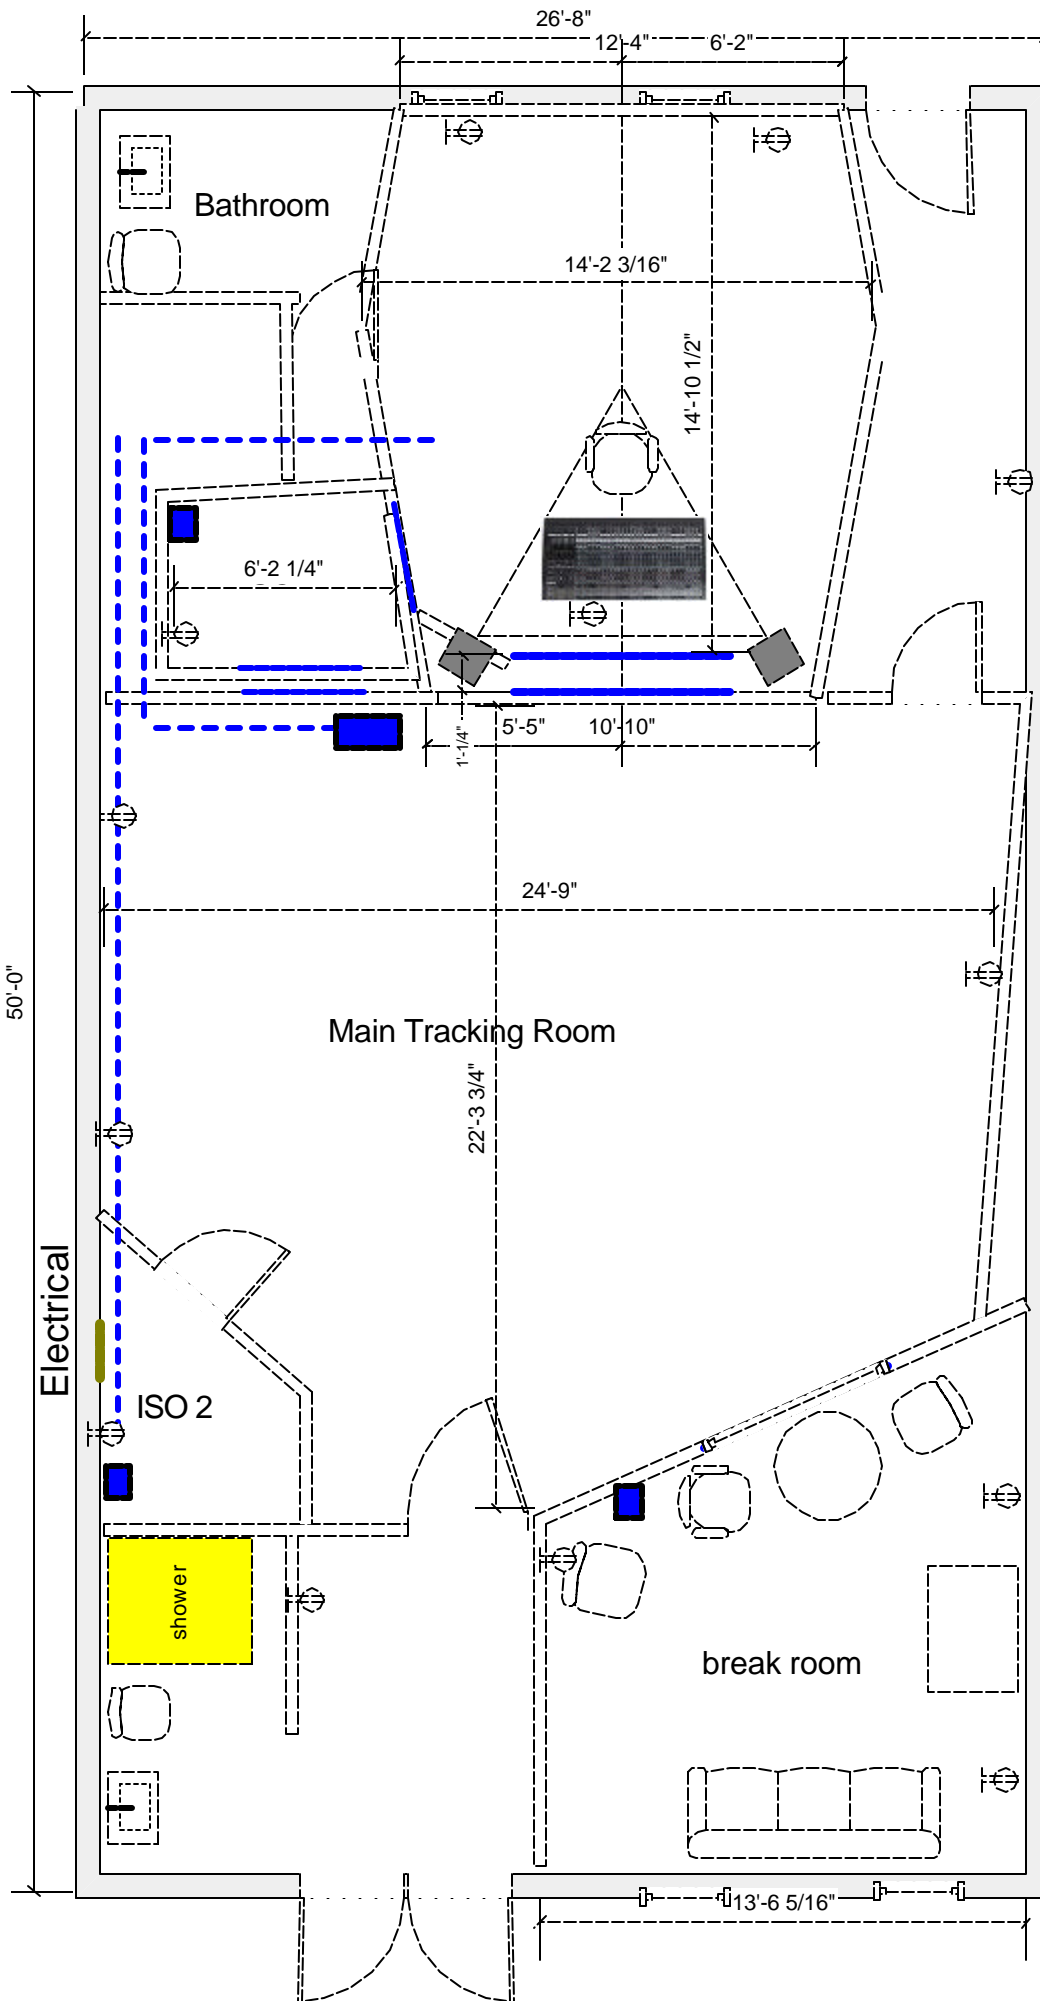 26'-8"
12'-4"
6'-2"
Bathroom
14'-2 3/16"
14'-10 1/2"
6'-2 1/4"
5'-5"
10'-10"
1'-1/4"
24'-9"
50'-0"
Main Tracking Room
22'-3 3/4"
Electrical
ISO 2
shower
break room
13'-6 5/16"